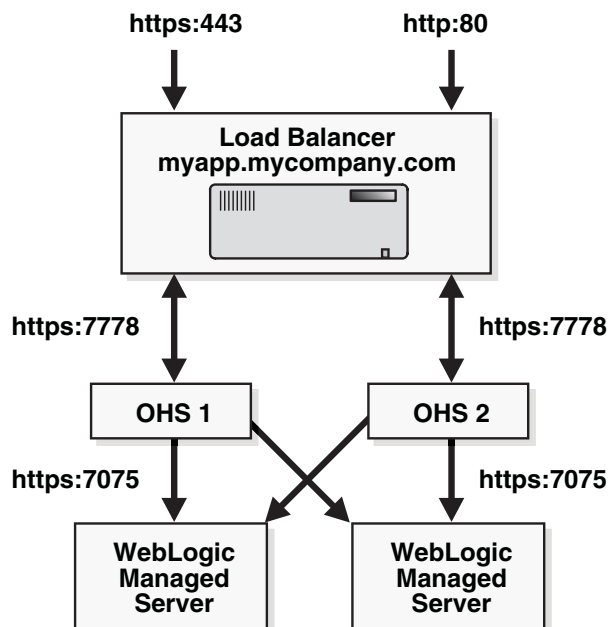 https:443
http:80
Load Balancer
myapp.mycompany.com
https:7778
https:7778
OHS 1
OHS 2
https:7075
https:7075
WebLogic
Managed
Server
WebLogic
Managed
Server